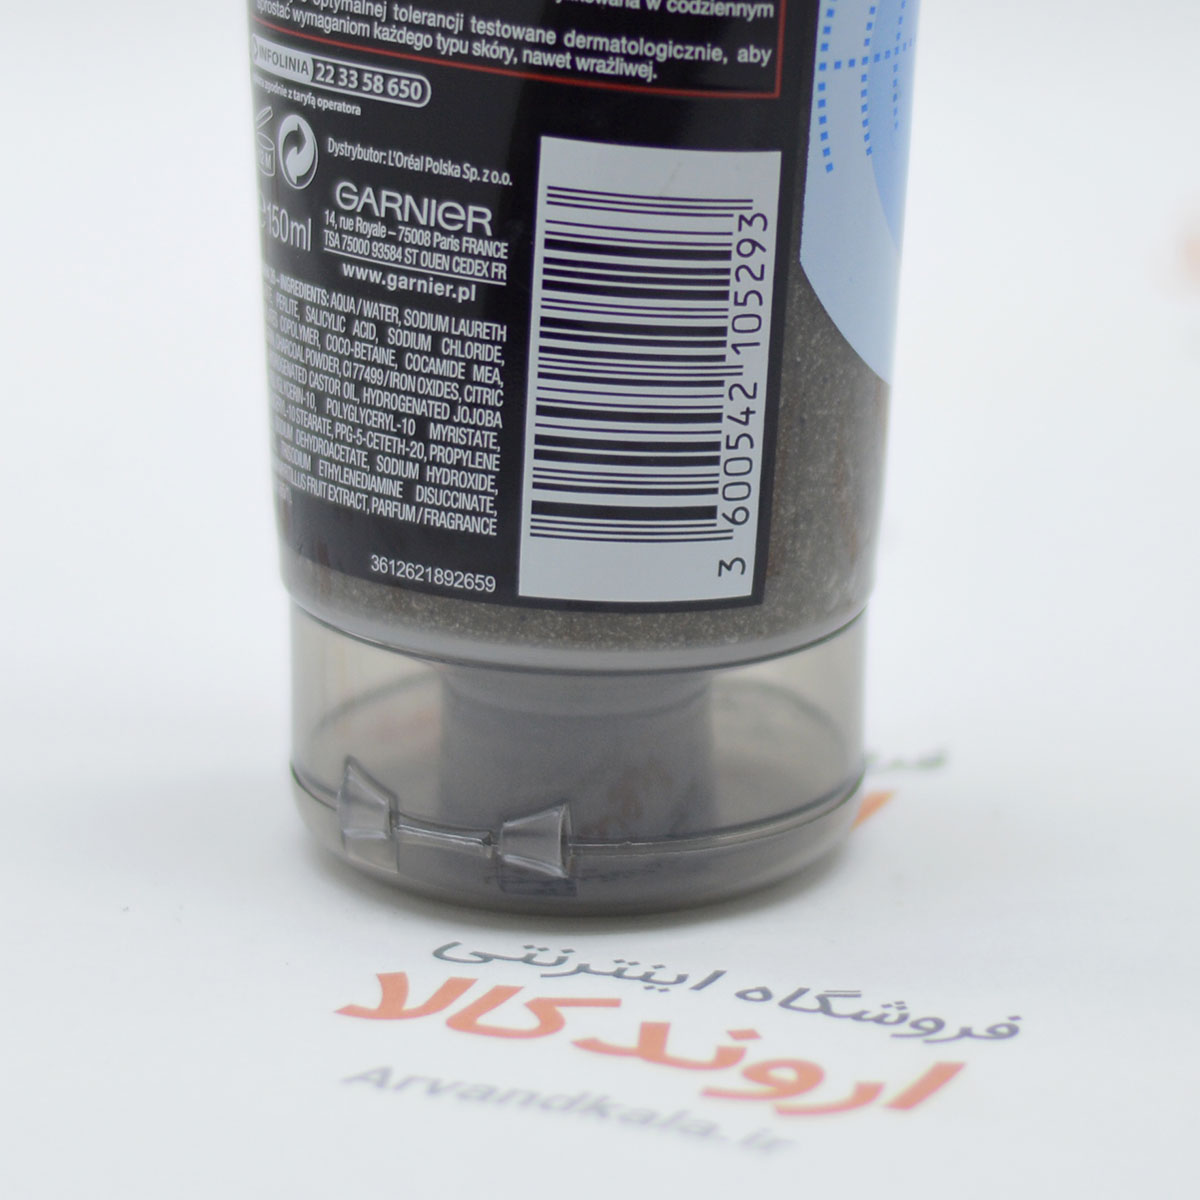 optymalnej tolerancji testowane dermatologicznie, aby
sprostać wymaganiom każdego typu skóry, nawet wrażliwej.
INFOLINIA 22 33 58 650
zgodnie z taryfą operatora
Dystrybutor: L'Oréal Polska Sp. z o.o.
GARNIER
14, rue Royale – 75008 Paris FRANCE
TSA 75000 93584 ST OUEN CEDEX FR
www.garnier.pl
150ml
INGREDIENTS: AQUA / WATER, SODIUM LAURETH
PERLITE, SALICYLIC ACID, SODIUM CHLORIDE,
COPOLYMER, COCO-BETAINE, COCAMIDE MEA,
CHARCOAL POWDER, CI 77499 / IRON OXIDES, CITRIC
CASTOR OIL, HYDROGENATED JOJOBA
POLYGLYCERYL-10 MYRISTATE,
STEARATE, PPG-5-CETETH-20, PROPYLENE
DEHYDROACETATE, SODIUM HYDROXIDE,
ETHYLENEDIAMINE DISUCCINATE,
FRUIT EXTRACT, PARFUM / FRAGRANCE
3612621892659
3 600542 105293
فروشگاه اینترنتی
اروندکالا
Arvandkala.ir